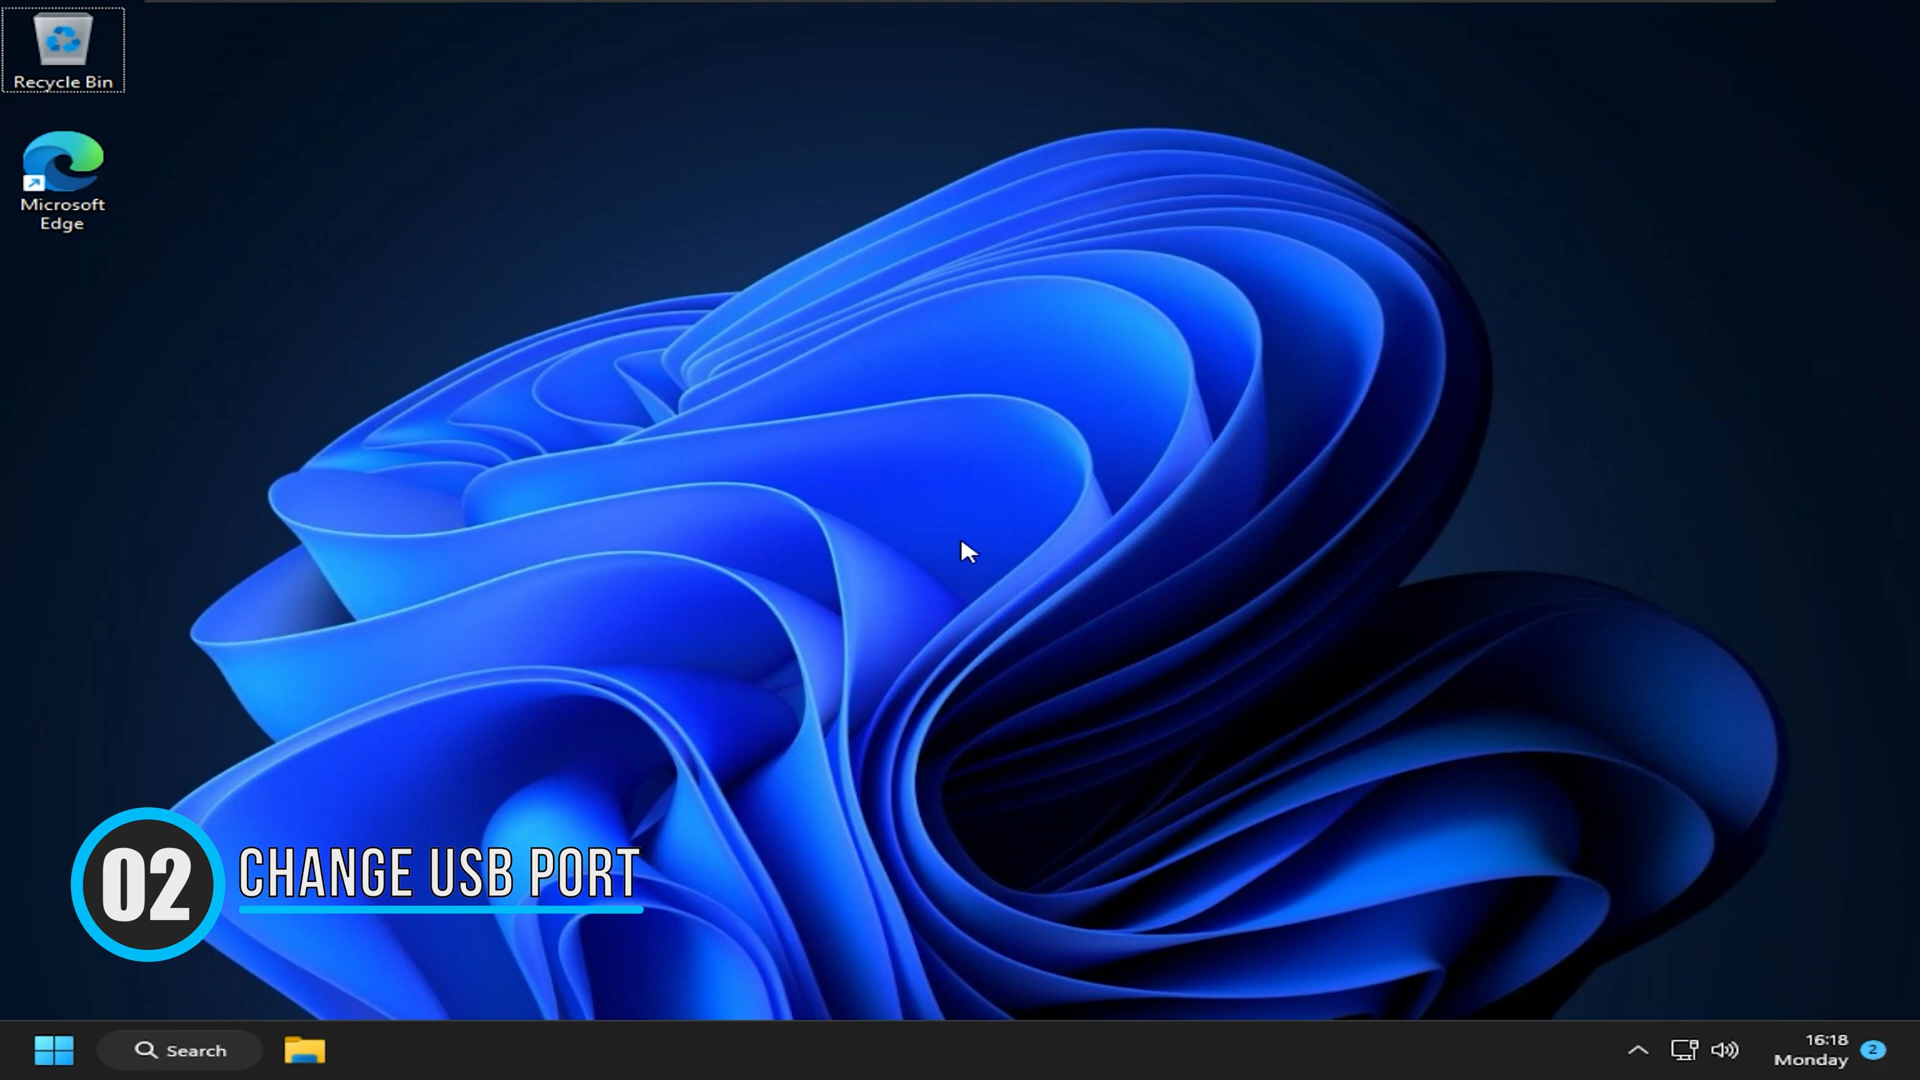 Recycle Bin
Microsoft
Edge
02
CHANGE USB PORT
Search
16:18
Monday
2